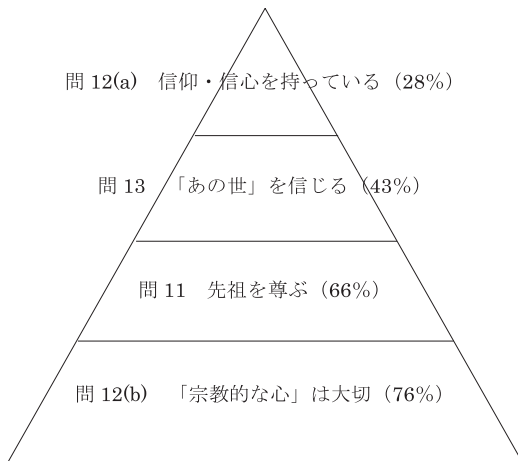 問 12(a)　信仰・信心を持っている（28%）
問 13　「あの世」を信じる（43%）
問 11　先祖を尊ぶ（66%）
問 12(b)　「宗教的な心」は大切（76%）